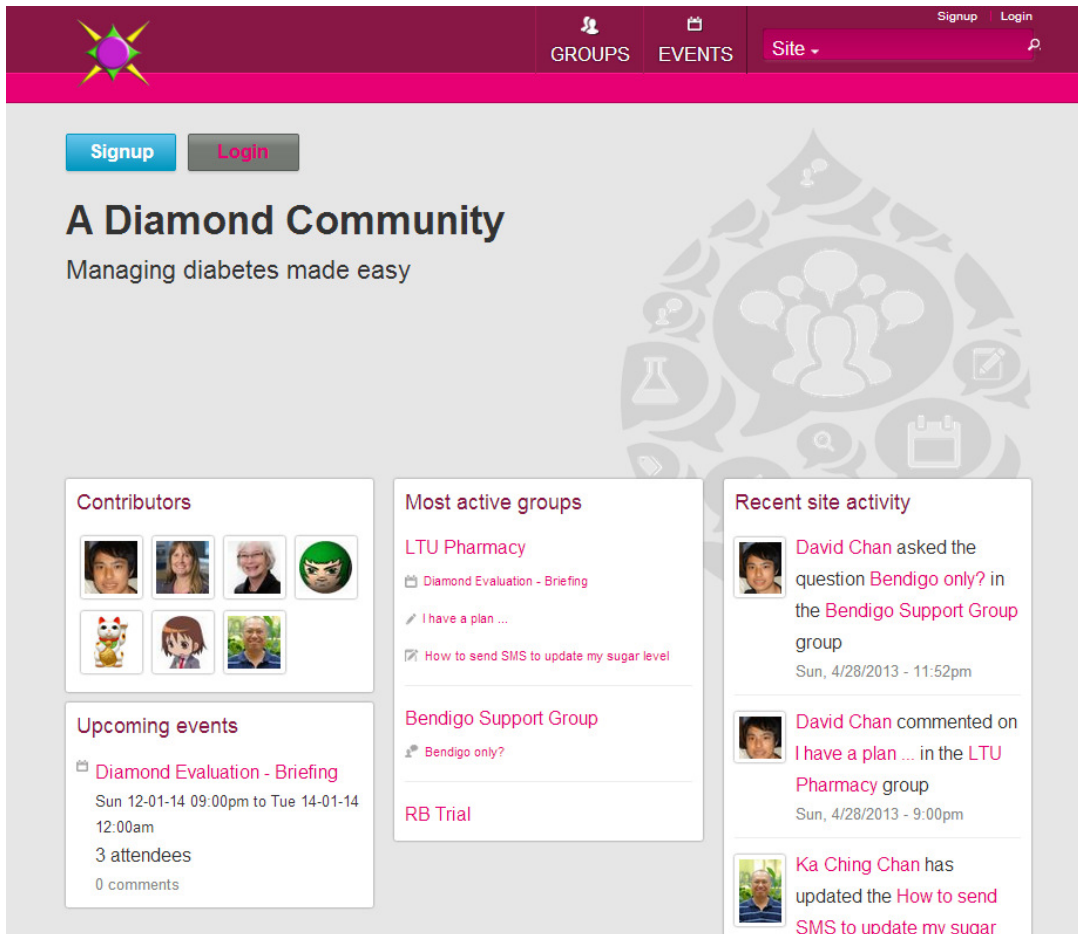 Signup Login
GROUPS EVENTS Site
Signup Login
A Diamond Community
Managing diabetes made easy
Contributors
Upcoming events
Diamond Evaluation - Briefing
Sun 12-01-14 09:00pm to Tue 14-01-14
12:00am
3 attendees
0 comments
Most active groups
LTU Pharmacy
Diamond Evaluation - Briefing
I have a plan ...
How to send SMS to update my sugar level
Bendigo Support Group
Bendigo only?
RB Trial
Recent site activity
David Chan asked the
question Bendigo only? in
the Bendigo Support Group
group
Sun, 4/28/2013 - 11:52pm
David Chan commented on
I have a plan ... in the LTU
Pharmacy group
Sun, 4/28/2013 - 9:00pm
Ka Ching Chan has
updated the How to send
SMS to update my sugar